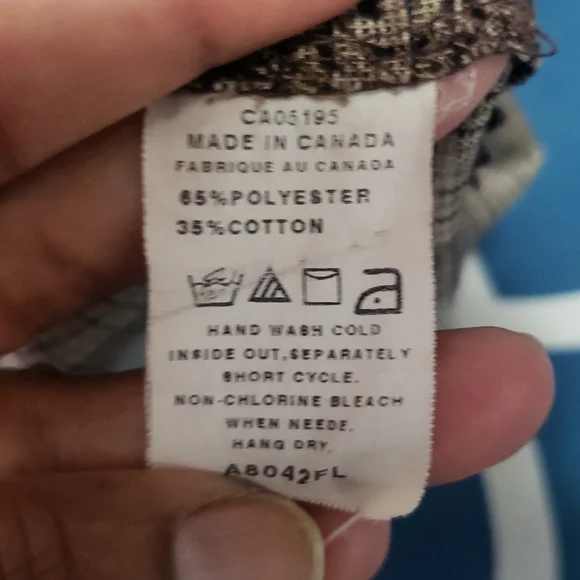 CA05195
MADE IN CANADA
FABRIQUE AU CANADA
65%POLYESTER
35%COTTON
HAND WASH COLD
INSIDE OUT,SEPARATELY
SHORT CYCLE.
NON-CHLORINE BLEACH
WHEN NEEDE.
HANG DRY.
A8042FL